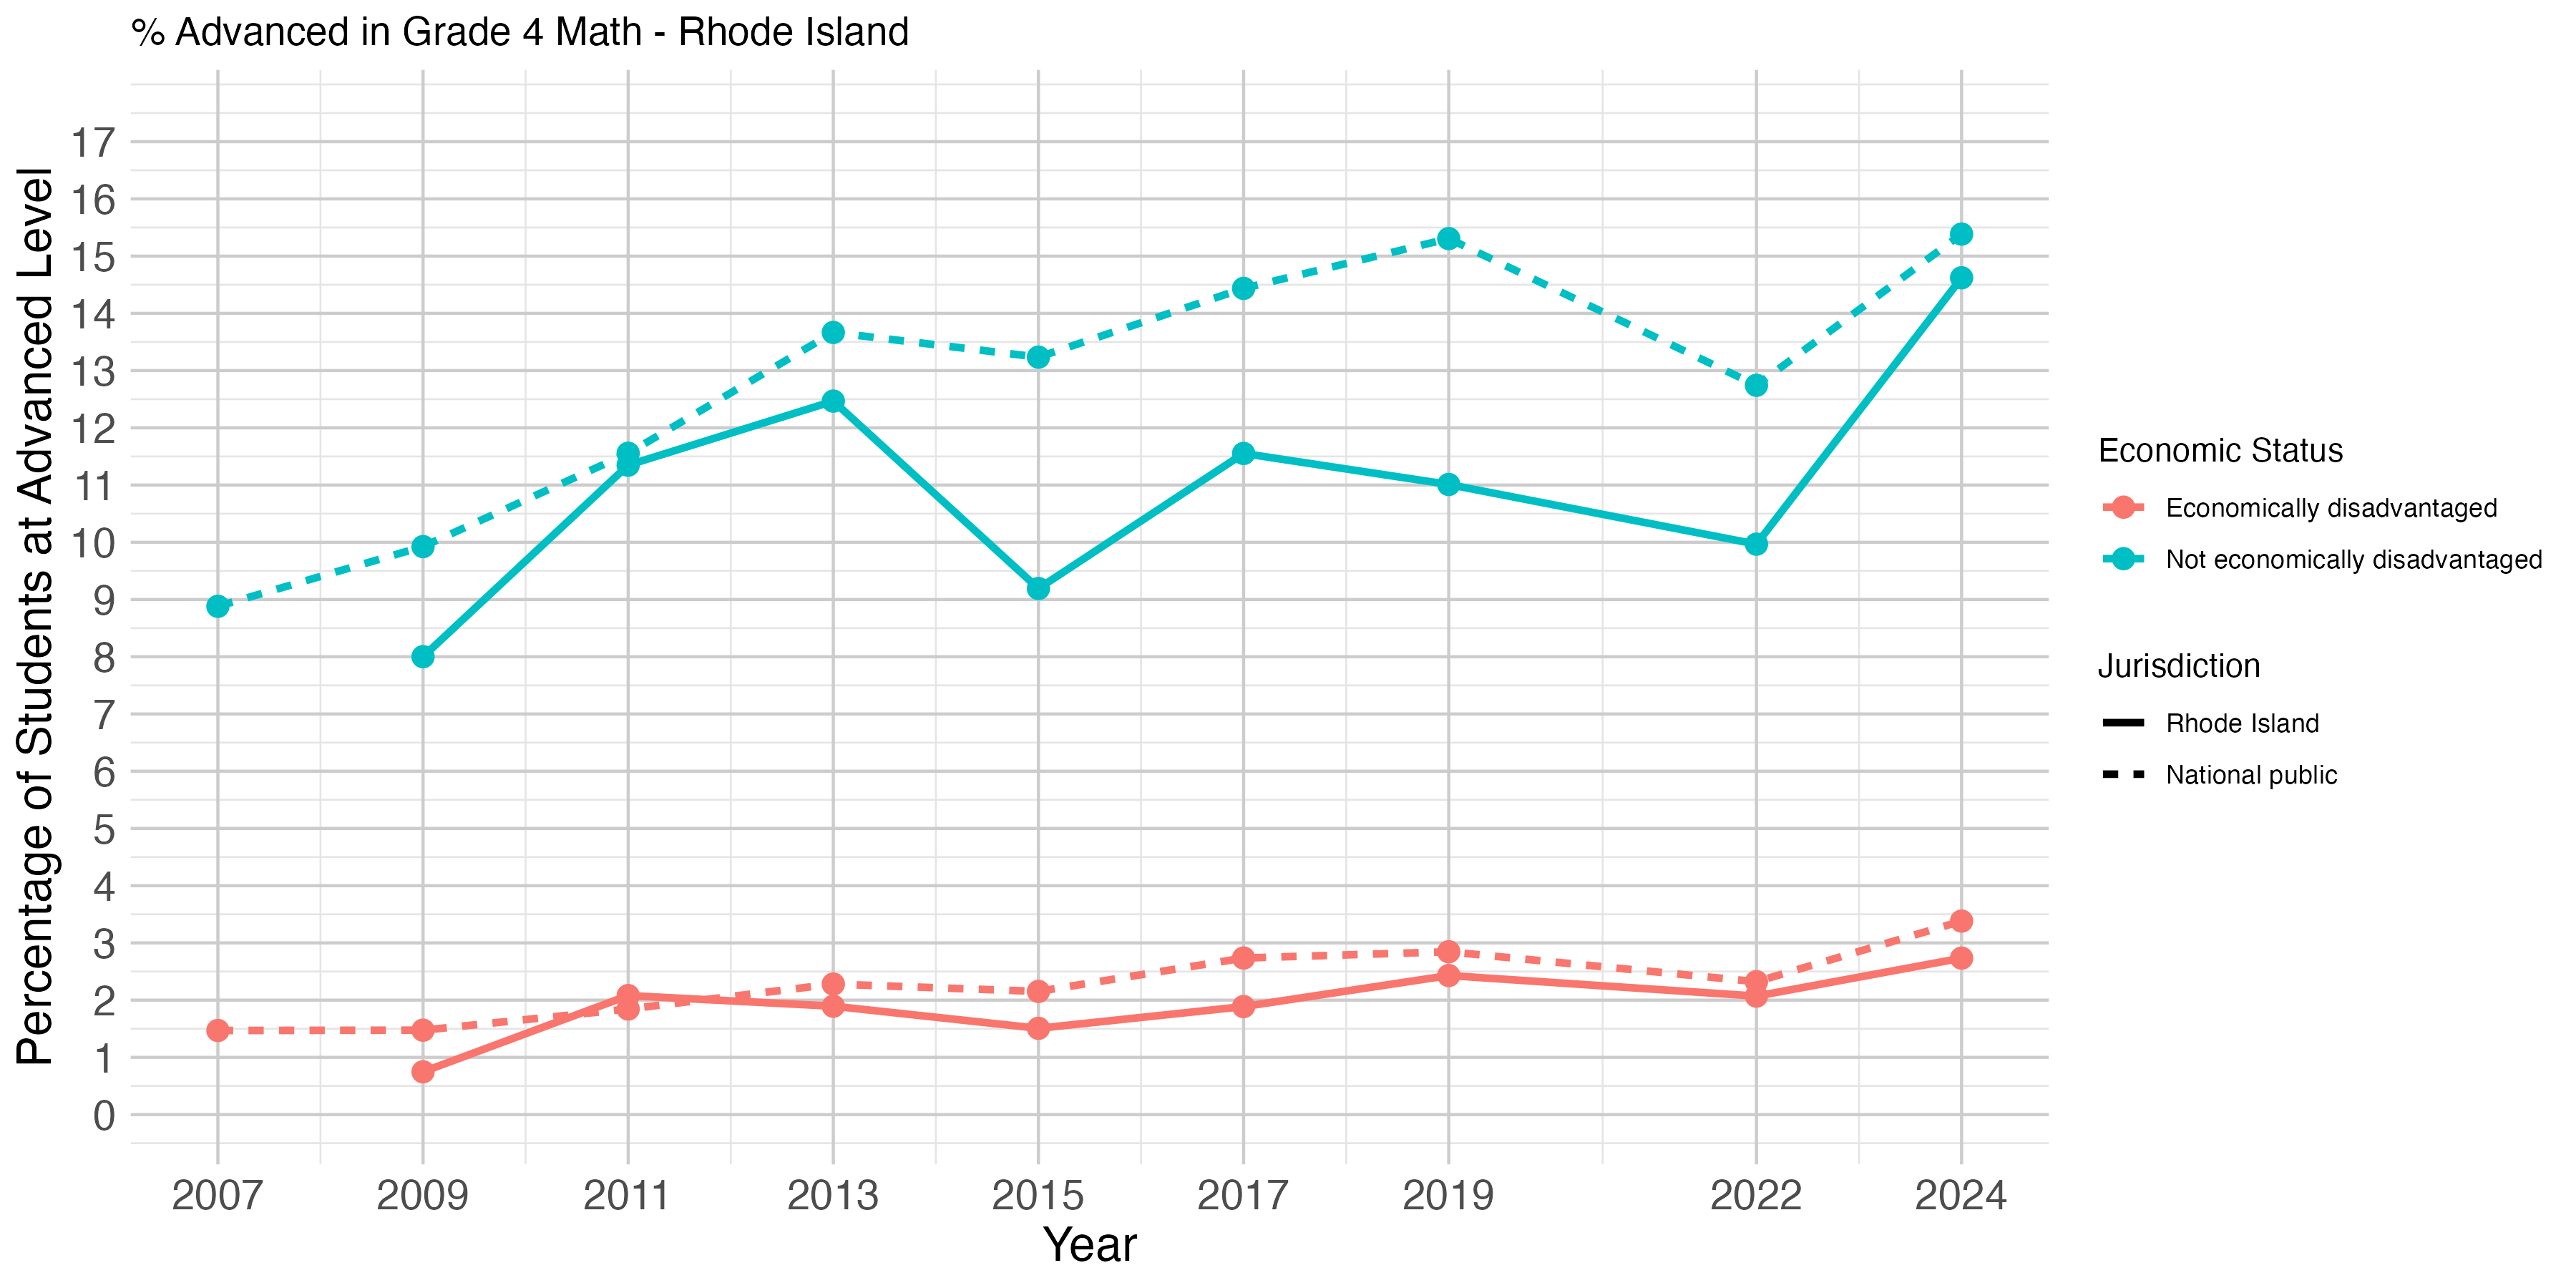 % Advanced in Grade 4 Math - Rhode Island
Percentage of Students at Advanced Level
17
16
15
14
13
12
11
10
9
8
7
6
5
4
3
2
1
0
2007 2009 2011 2013 2015 2017 2019 2022 2024
Year
Economic Status
Economically disadvantaged
Not economically disadvantaged
Jurisdiction
Rhode Island
National public